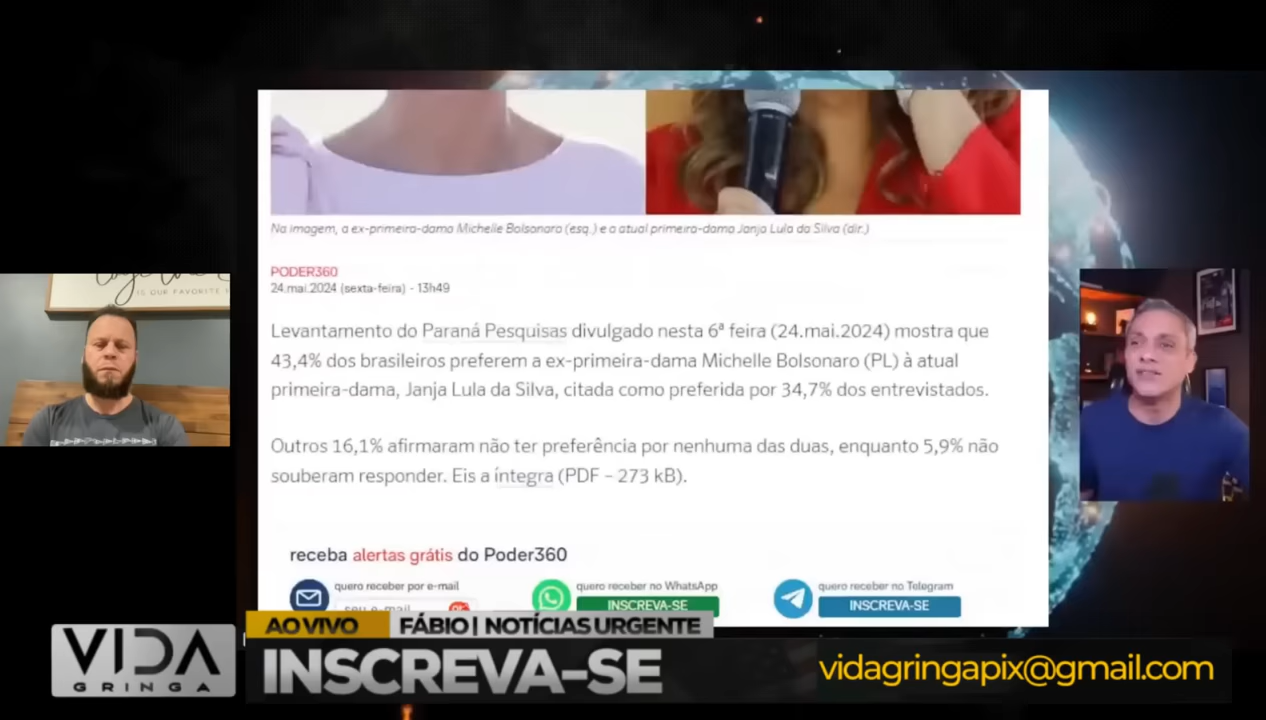 Na imagem, a ex-primeira-dama Michelle Bolsonaro (esq.) e a atual primeira-dama Janja Lula da Silva (dir.)
PODER360
24.mai.2024 (sexta-feira) - 13h49
Levantamento do Paraná Pesquisas divulgado nesta 6ª feira (24.mai.2024) mostra que
43,4% dos brasileiros preferem a ex-primeira-dama Michelle Bolsonaro (PL) à atual
primeira-dama, Janja Lula da Silva, citada como preferida por 34,7% dos entrevistados.
Outros 16,1% afirmaram não ter preferência por nenhuma das duas, enquanto 5,9% não
souberam responder. Eis a íntegra (PDF – 273 kB).
receba alertas grátis do Poder360
quero receber por e-mail
seu e-mail
quero receber no WhatsApp
INSCREVA-SE
quero receber no Telegram
INSCREVA-SE
IS OUR FAVORITE
AO VIVO
FÁBIO | NOTÍCIAS URGENTE
VIDA
GRINGA
INSCREVA-SE
vidagringapix@gmail.com